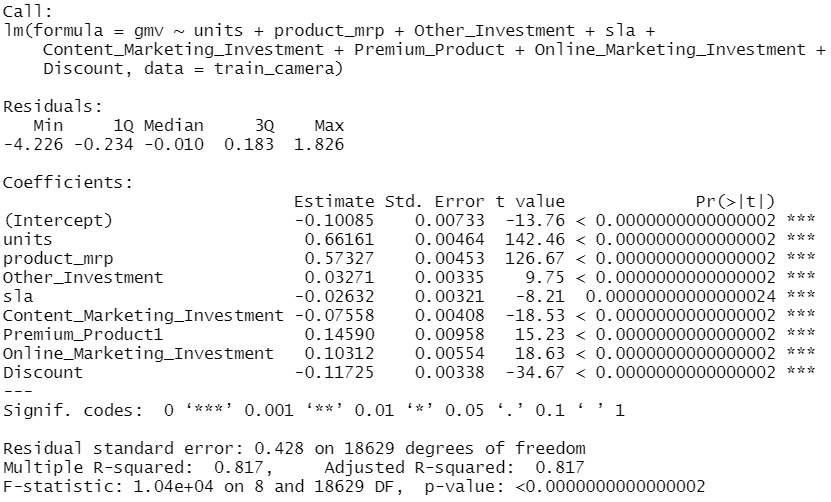 Call:
lm(formula = gmv ~ units + product_mrp + Other_Investment + sla +
    Content_Marketing_Investment + Premium_Product + Online_Marketing_Investment +
    Discount, data = train_camera)

Residuals:
   Min     1Q Median     3Q    Max
-4.226 -0.234 -0.010  0.183  1.826

Coefficients:
                             Estimate Std. Error t value           Pr(>|t|)
(Intercept)                  -0.10085    0.00733  -13.76 < 0.0000000000000002 ***
units                         0.66161    0.00464  142.46 < 0.0000000000000002 ***
product_mrp                   0.57327    0.00453  126.67 < 0.0000000000000002 ***
Other_Investment              0.03271    0.00335    9.75 < 0.0000000000000002 ***
sla                          -0.02632    0.00321   -8.21  0.00000000000000024 ***
Content_Marketing_Investment -0.07558    0.00408  -18.53 < 0.0000000000000002 ***
Premium_Product1              0.14590    0.00958   15.23 < 0.0000000000000002 ***
Online_Marketing_Investment   0.10312    0.00554   18.63 < 0.0000000000000002 ***
Discount                     -0.11725    0.00338  -34.67 < 0.0000000000000002 ***
---
Signif. codes:  0 ‘***’ 0.001 ‘**’ 0.01 ‘*’ 0.05 ‘.’ 0.1 ‘ ’ 1

Residual standard error: 0.428 on 18629 degrees of freedom
Multiple R-squared:  0.817,     Adjusted R-squared:  0.817
F-statistic: 1.04e+04 on 8 and 18629 DF,  p-value: <0.0000000000000002